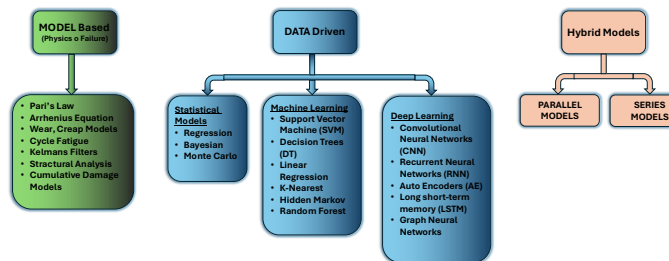 MODEL Based
(Physics o Failure)
• Pari's Law
• Arrhenius Equation
• Wear, Creap Models
• Cycle Fatigue
• Kelmans Filters
• Stractural Analysis
• Cumulative Damage
Models
DATA Driven
Statistical
Models
• Regression
• Bayesian
• Monte Carlo
Machine Learning
• Support Vector
Machine (SVM)
• Decision Trees
(DT)
• Linear
Regression
• K-Nearest
• Hidden Markov
• Random Forest
Deep Learning
• Convolutional
Neural Networks
(CNN)
• Recurrent Neural
Networks (RNN)
• Auto Encoders (AE)
• Long short-term
memory (LSTM)
• Graph Neural
Networks
Hybrid Models
PARALLEL
MODELS
SERIES
MODELS